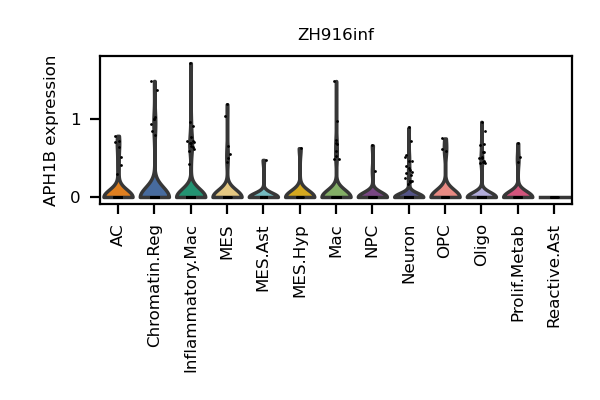 ZH916inf
APH1B expression
1
0
AC
Chromatin.Reg
Inflammatory.Mac
MES
MES.Ast
MES.Hyp
Mac
NPC
Neuron
OPC
Oligo
Prolif.Metab
Reactive.Ast